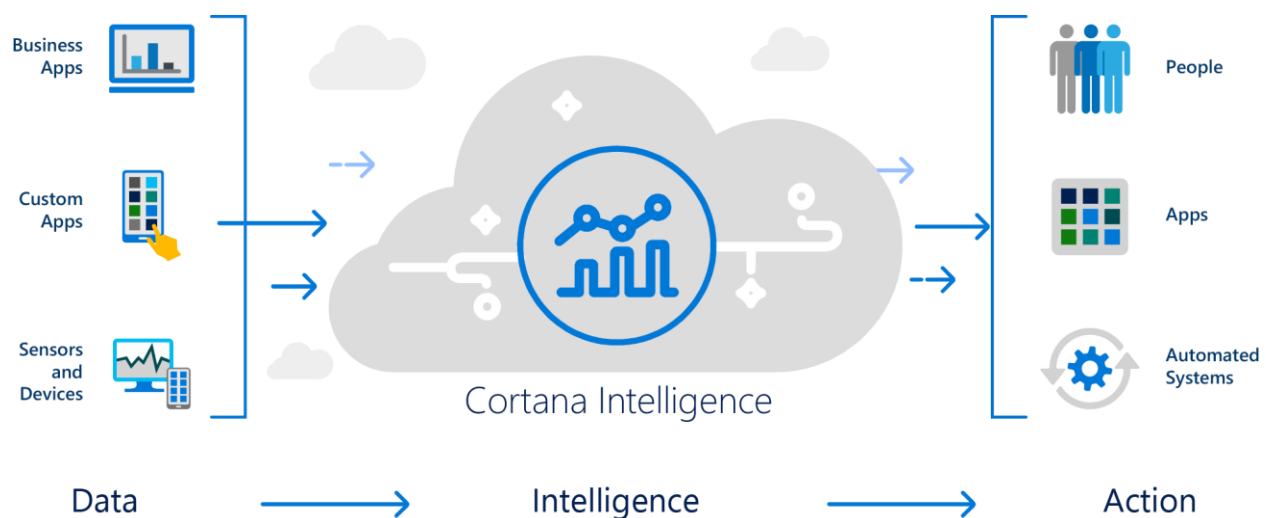 Business
Apps
Custom
Apps
Sensors
and
Devices
Cortana Intelligence
People
Apps
Automated
Systems
Data
Intelligence
Action